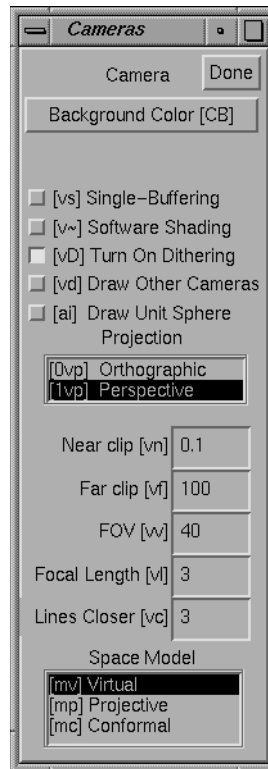 Cameras
Camera Done
Background Color [CB]
[vs] Single-Buffering
[v~] Software Shading
[vD] Turn On Dithering
[vd] Draw Other Cameras
[ai] Draw Unit Sphere
Projection
[0vp] Orthographic
[1vp] Perspective
Near clip [vn] 0.1
Far clip [vf] 100
FOV [vv] 40
Focal Length [vl] 3
Lines Closer [vc] 3
Space Model
[mv] Virtual
[mp] Projective
[mc] Conformal